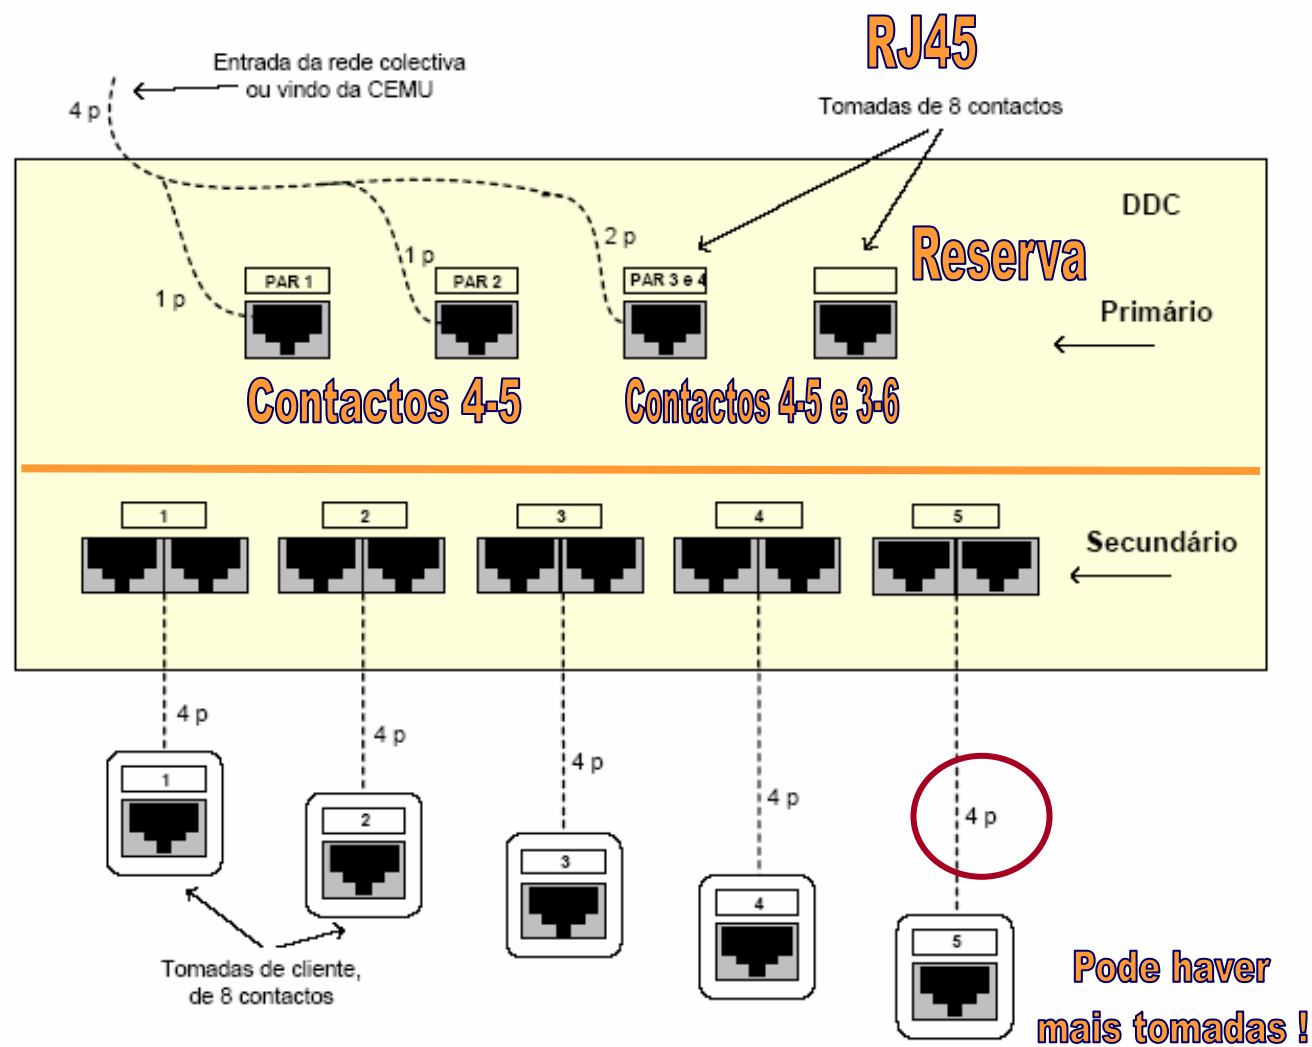 RJ45
Entrada da rede colectiva
ou vindo da CEMU
4 p
Tomadas de 8 contactos
DDC
2 p
1 p
Reserva
1 p
PAR 1
PAR 2
PAR 3 e 4
Primário
Contactos 4-5
Contactos 4-5 e 3-6
1
2
3
4
5
Secundário
4 p
4 p
4 p
4 p
4 p
1
2
3
4
5
Tomadas de cliente,
de 8 contactos
Pode haver
mais tomadas !